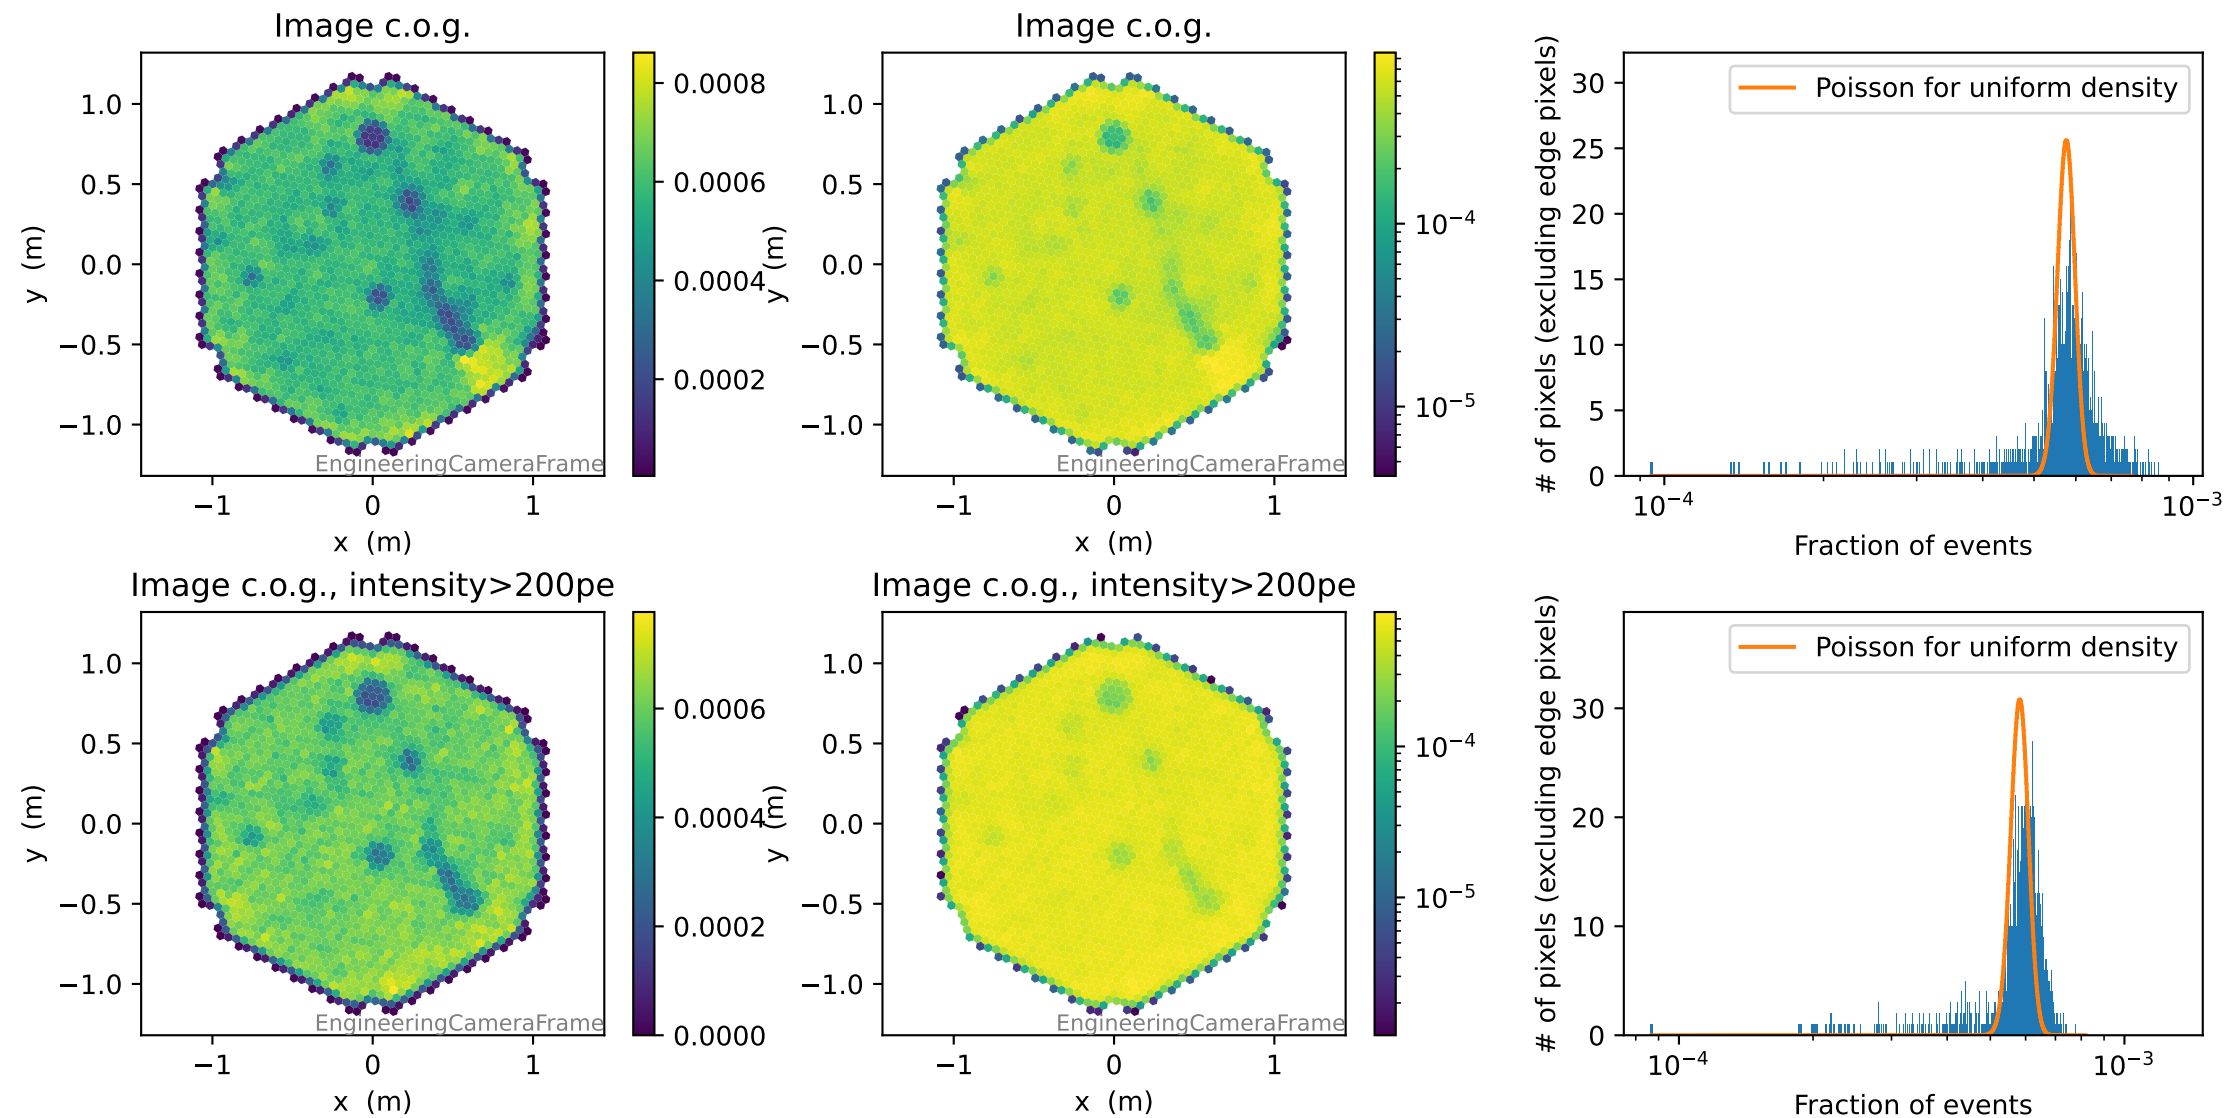 Image c.o.g.
1.0
0.5
0.0
−0.5
−1.0
y (m)
−1
0
1
x (m)
EngineeringCameraFrame
0.0008
0.0006
0.0004
0.0002
Image c.o.g.
1.0
0.5
0.0
−0.5
−1.0
y (m)
−1
0
1
x (m)
EngineeringCameraFrame
10⁻⁴
10⁻⁵
# of pixels (excluding edge pixels)
30
25
20
15
10
5
0
Poisson for uniform density
10⁻⁴
10⁻³
Fraction of events
Image c.o.g., intensity>200pe
1.0
0.5
0.0
−0.5
−1.0
y (m)
−1
0
1
x (m)
EngineeringCameraFrame
0.0006
0.0004
0.0002
0.0000
Image c.o.g., intensity>200pe
1.0
0.5
0.0
−0.5
−1.0
y (m)
−1
0
1
x (m)
EngineeringCameraFrame
10⁻⁴
10⁻⁵
# of pixels (excluding edge pixels)
30
20
10
0
Poisson for uniform density
10⁻⁴
10⁻³
Fraction of events